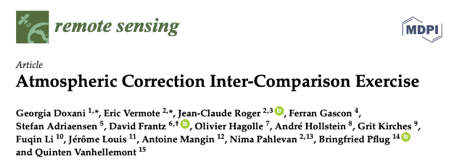 remote sensing
MDPI
Article
Atmospheric Correction Inter-Comparison Exercise
Georgia Doxani 1,*, Eric Vermote 2,*, Jean-Claude Roger 2,3, Ferran Gascon 4,
Stefan Adriaensen 5, David Frantz 6,†, Olivier Hagolle 7, André Hollstein 8, Grit Kirches 9,
Fuqin Li 10, Jérôme Louis 11, Antoine Mangin 12, Nima Pahlevan 2,13, Bringfried Pflug 14
and Quinten Vanhellemont 15